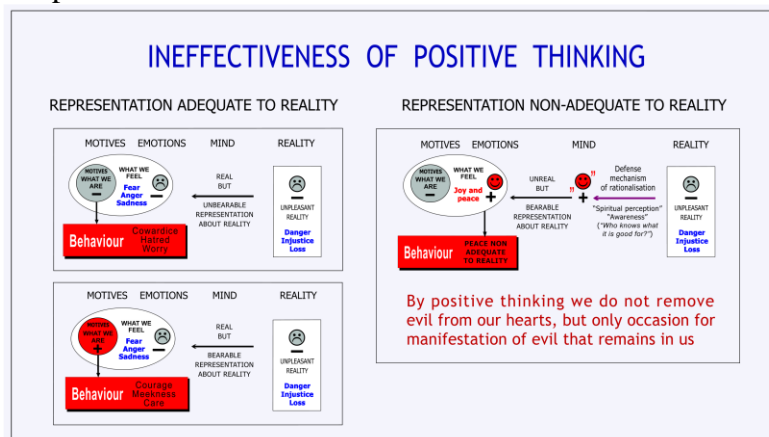 INEFFECTIVENESS OF POSITIVE THINKING
REPRESENTATION ADEQUATE TO REALITY
MOTIVES EMOTIONS MIND REALITY
MOTIVES
WHAT WE
ARE
–
WHAT WE
FEEL
Fear
Anger
Sadness
–
REAL
BUT
UNBEARABLE
REPRESENTATION
ABOUT REALITY
–
UNPLEASANT
REALITY
Danger
Injustice
Loss
Behaviour
Cowardice
Hatred
Worry
MOTIVES EMOTIONS MIND REALITY
MOTIVES
WHAT WE
ARE
+
WHAT WE
FEEL
Fear
Anger
Sadness
–
REAL
BUT
BEARABLE
REPRESENTATION
ABOUT REALITY
–
UNPLEASANT
REALITY
Danger
Injustice
Loss
Behaviour
Courage
Meekness
Care
REPRESENTATION NON-ADEQUATE TO REALITY
MOTIVES EMOTIONS MIND REALITY
MOTIVES
WHAT WE
ARE
–
WHAT WE
FEEL
Joy and
peace
+
UNREAL
BUT
BEARABLE
REPRESENTATION
ABOUT REALITY
„ ”
+
Defense
mechanism
of rationalisation
“Spiritual perception”
“Awareness”
(“Who knows what
it is good for?”)
–
UNPLEASANT
REALITY
Danger
Injustice
Loss
Behaviour
PEACE NON
ADEQUATE
TO REALITY
By positive thinking we do not remove
evil from our hearts, but only occasion for
manifestation of evil that remains in us